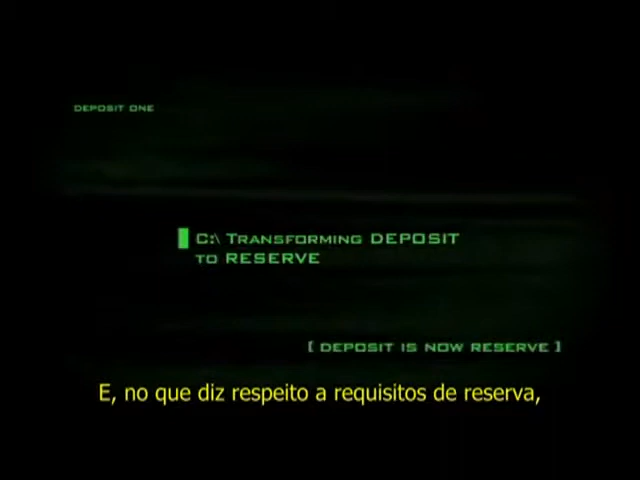 DEPOSIT ONE
C:\ TRANSFORMING DEPOSIT
TO RESERVE
[ DEPOSIT IS NOW RESERVE ]
E, no que diz respeito a requisitos de reserva,